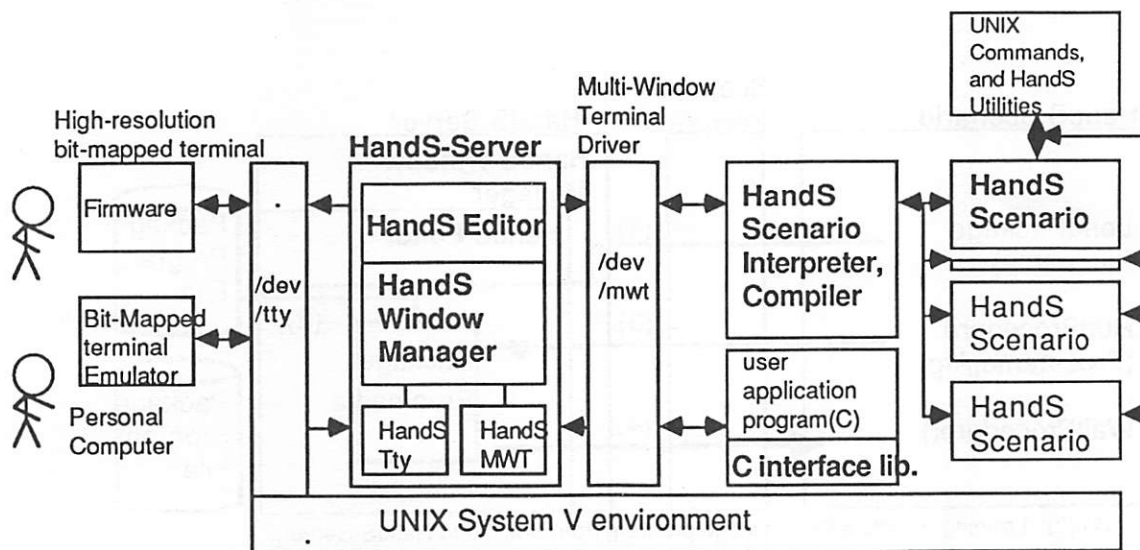 High-resolution
bit-mapped terminal
Firmware
Bit-Mapped
terminal
Emulator
Personal
Computer
/dev
/tty
HandS-Server
HandS Editor
HandS
Window
Manager
HandS
Tty
HandS
MWT
Multi-Window
Terminal
Driver
/dev
/mwt
HandS
Scenario
Interpreter,
Compiler
user
application
program(C)
C interface lib.
UNIX
Commands,
and HandS
Utilities
HandS
Scenario
HandS
Scenario
HandS
Scenario
UNIX System V environment